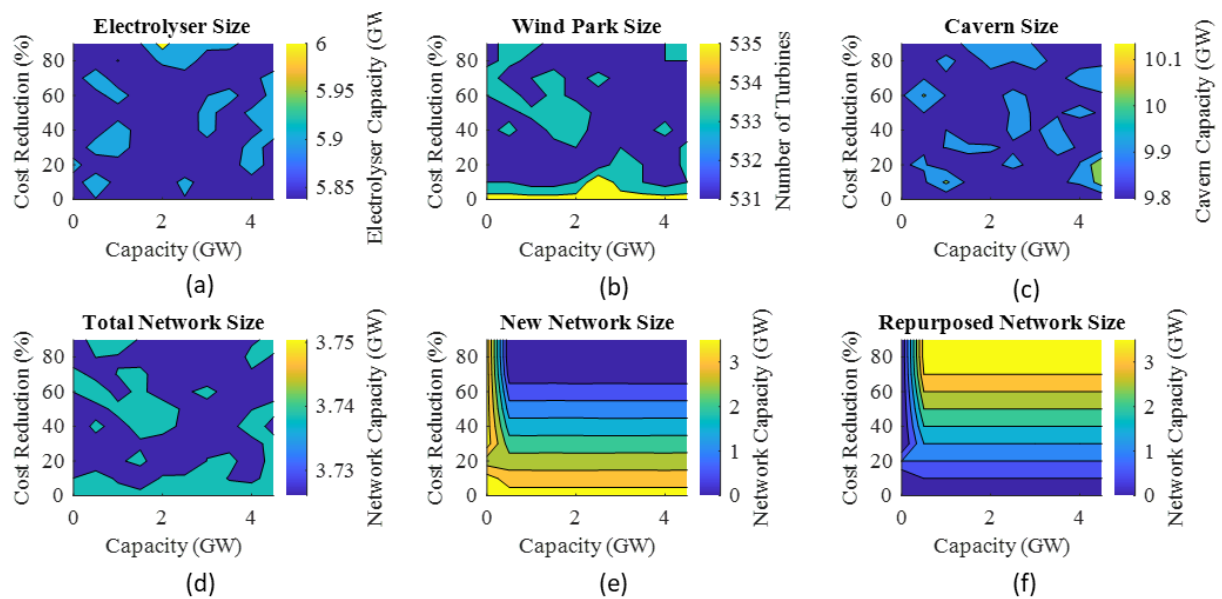 Electrolyser Size
Cost Reduction (%)
80
60
40
20
0
0 2 4
Capacity (GW)
6
5.95
5.9
5.85
Electrolyser Capacity (GW
(a)
Wind Park Size
Cost Reduction (%)
80
60
40
20
0
0 2 4
Capacity (GW)
535
534
533
532
531
Number of Turbines
(b)
Cavern Size
Cost Reduction (%)
80
60
40
20
0
0 2 4
Capacity (GW)
10.1
10
9.9
9.8
Cavern Capacity (GW)
(c)
Total Network Size
Cost Reduction (%)
80
60
40
20
0
0 2 4
Capacity (GW)
3.75
3.74
3.73
Network Capacity (GW)
(d)
New Network Size
Cost Reduction (%)
80
60
40
20
0
0 2 4
Capacity (GW)
3
2
1
0
Network Capacity (GW)
(e)
Repurposed Network Size
Cost Reduction (%)
80
60
40
20
0
0 2 4
Capacity (GW)
3
2
1
0
Network Capacity (GW)
(f)